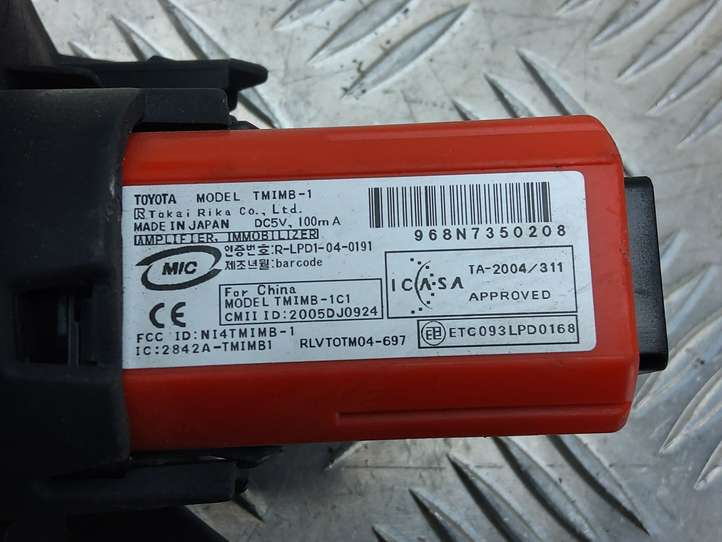 TOYOTA MODEL TMIMB-1
Tokai Rika Co., Ltd.
MADE IN JAPAN DC5V, 100mA
AMPLIFIER, IMMOBILIZER
MIC
인증번호:R-LPD1-04-0191
제조년월:barcode
968N7350208
For China
MODEL TMIMB-1C1
CMII ID:2005DJ0924
ICASA
TA-2004/311
APPROVED
CE
FCC ID:NI4TMIMB-1
IC:2842A-TMIMB1
RLVTOTM04-697
ETC093LPD0168